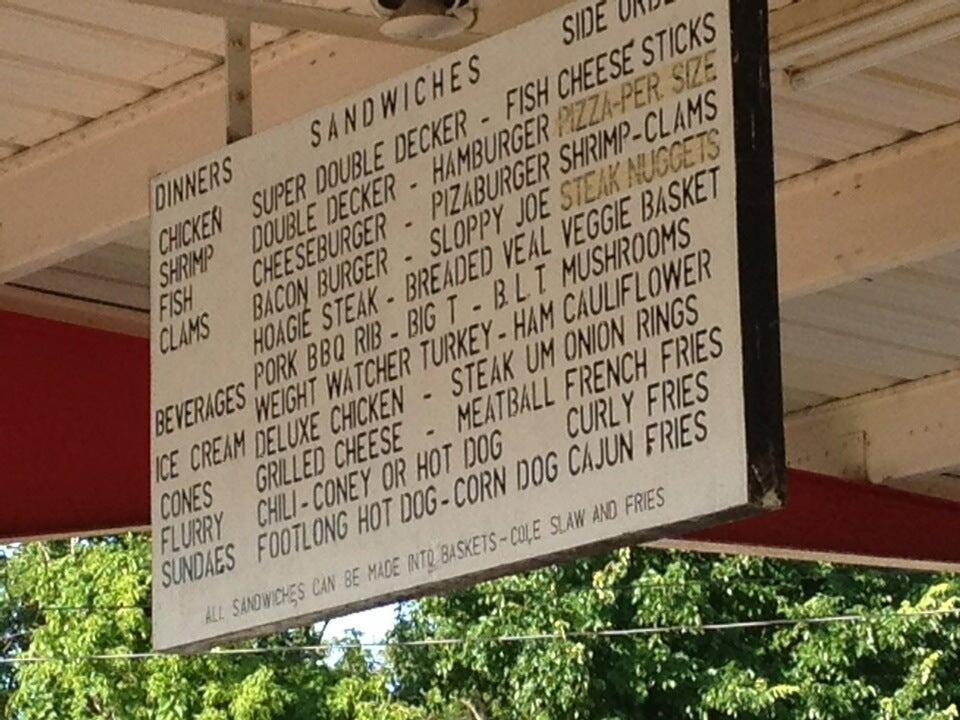 DINNERS
CHICKEN
SHRIMP
FISH
CLAMS
BEVERAGES
ICE CREAM
CONES
FLURRY
SUNDAES
SANDWICHES
SUPER DOUBLE DECKER - FISH
DOUBLE DECKER - HAMBURGER
CHEESEBURGER - PIZABURGER
BACON BURGER - SLOPPY JOE
HOAGIE STEAK - BREADED VEAL
PORK BBQ RIB - BIG T - B.L.T.
WEIGHT WATCHER TURKEY - HAM
DELUXE CHICKEN - STEAK UM
GRILLED CHEESE - MEATBALL
CHILI - CONEY OR HOT DOG
FOOTLONG HOT DOG - CORN DOG
SIDE
CHEESE STICKS
PIZZA-PER. SIZE
SHRIMP-CLAMS
STEAK NUGGETS
VEGGIE BASKET
MUSHROOMS
CAULIFLOWER
ONION RINGS
FRENCH FRIES
CURLY FRIES
CAJUN FRIES
ALL SANDWICHES CAN BE MADE INTO BASKETS - COLE SLAW AND FRIES